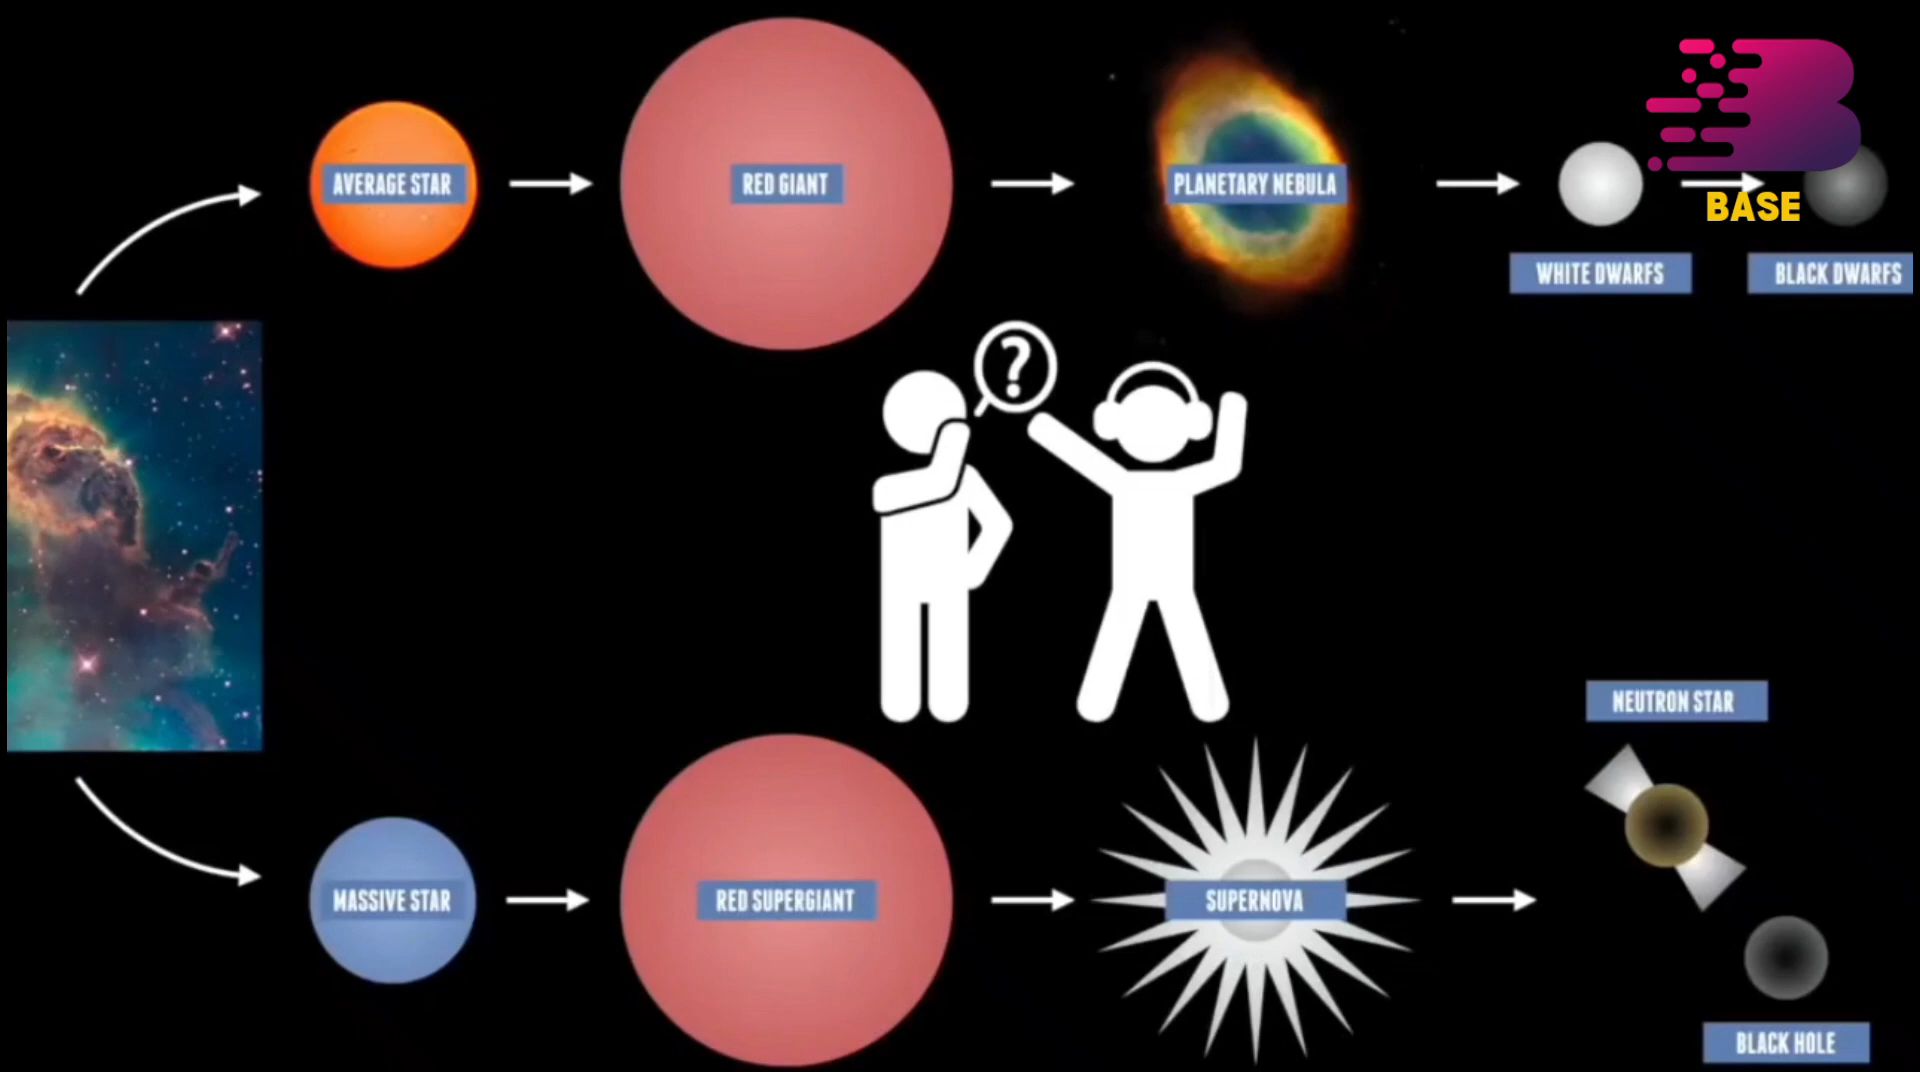 AVERAGE STAR
RED GIANT
PLANETARY NEBULA
BASE
WHITE DWARFS
BLACK DWARFS
?
NEUTRON STAR
MASSIVE STAR
RED SUPERGIANT
SUPERNOVA
BLACK HOLE